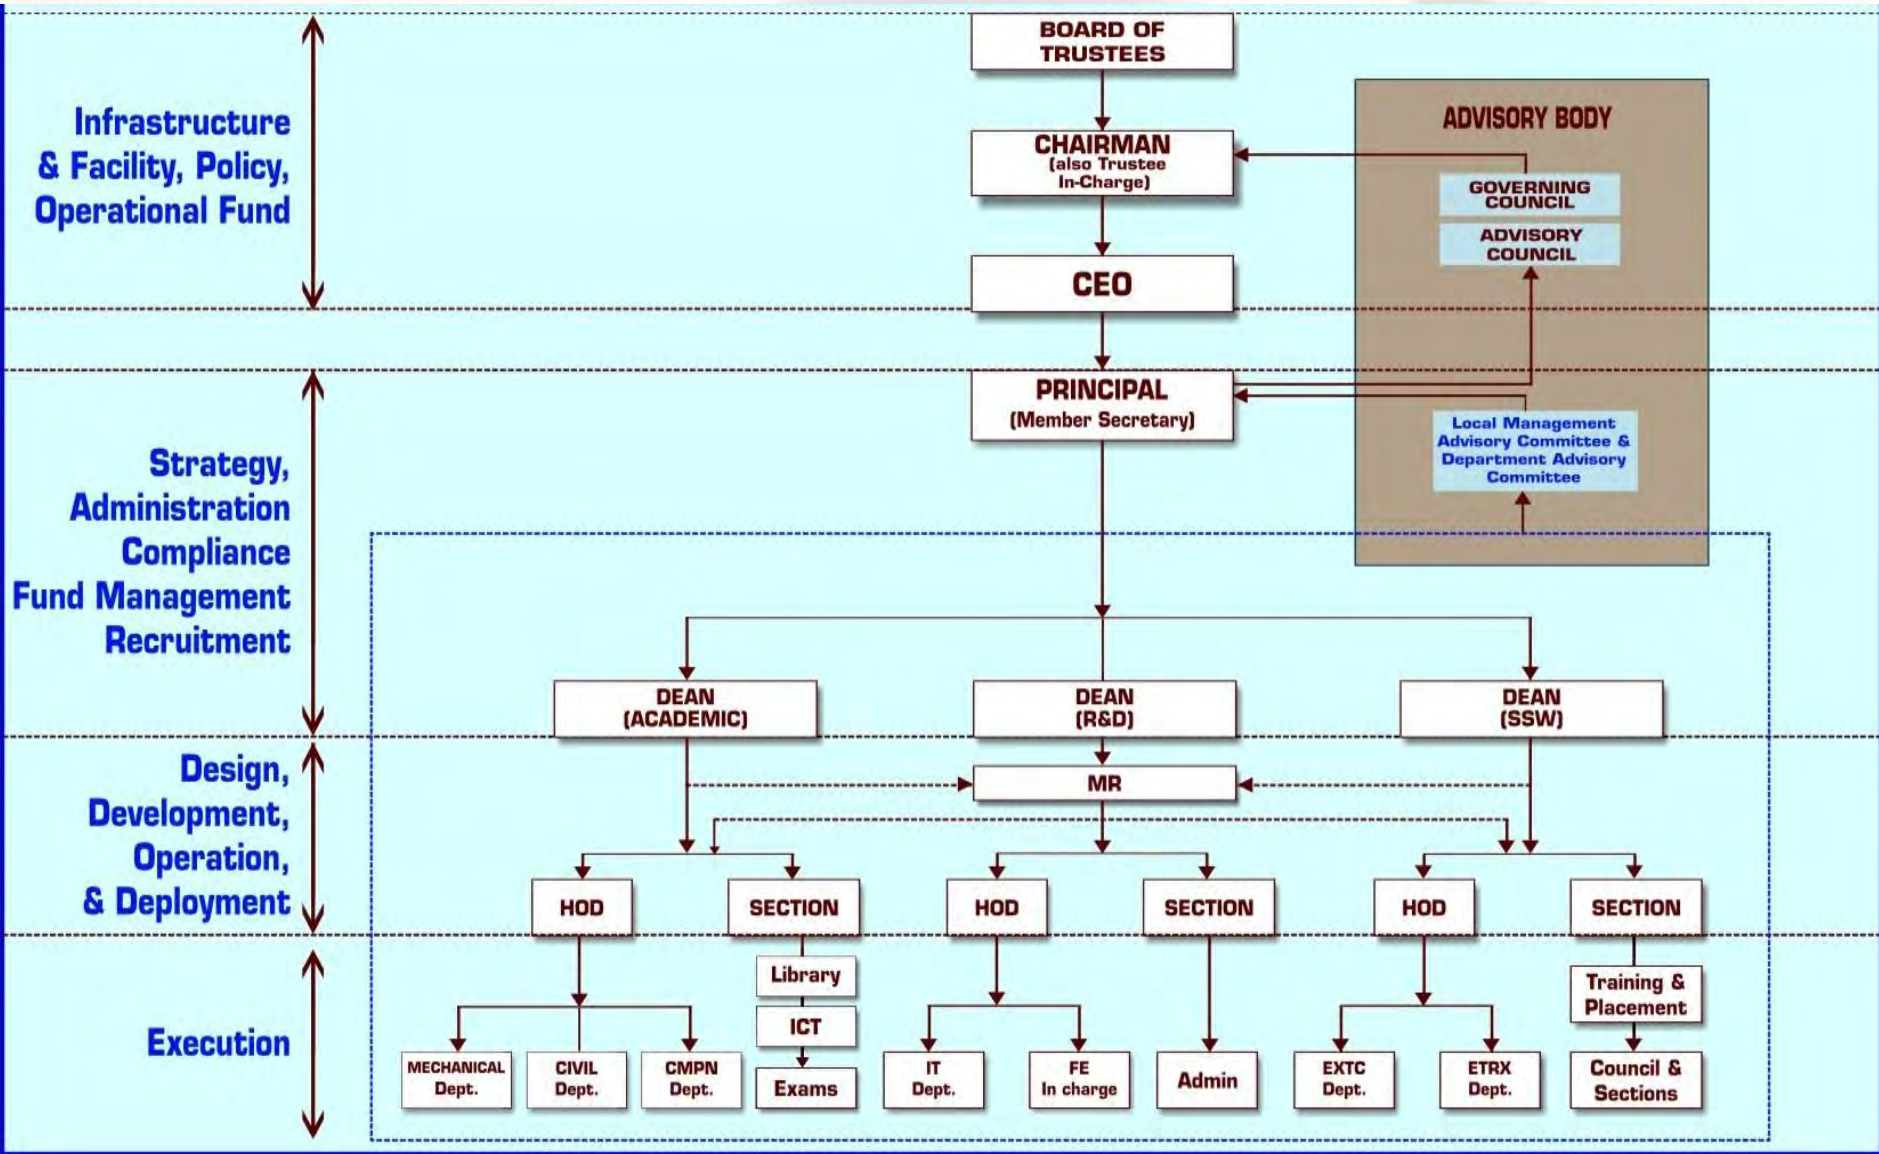 BOARD OF
TRUSTEES
CHAIRMAN
(also Trustee
In-Charge)
CEO
ADVISORY BODY
GOVERNING
COUNCIL
ADVISORY
COUNCIL
Infrastructure
& Facility, Policy,
Operational Fund
PRINCIPAL
(Member Secretary)
Local Management
Advisory Committee &
Department Advisory
Committee
Strategy,
Administration
Compliance
Fund Management
Recruitment
DEAN
(ACADEMIC)
DEAN
(R&D)
DEAN
(SSW)
Design,
Development,
Operation,
& Deployment
MR
HOD
SECTION
HOD
SECTION
HOD
SECTION
Execution
MECHANICAL
Dept.
CIVIL
Dept.
CMPN
Dept.
Library
ICT
Exams
IT
Dept.
FE
In charge
Admin
EXTC
Dept.
ETRX
Dept.
Training &
Placement
Council &
Sections